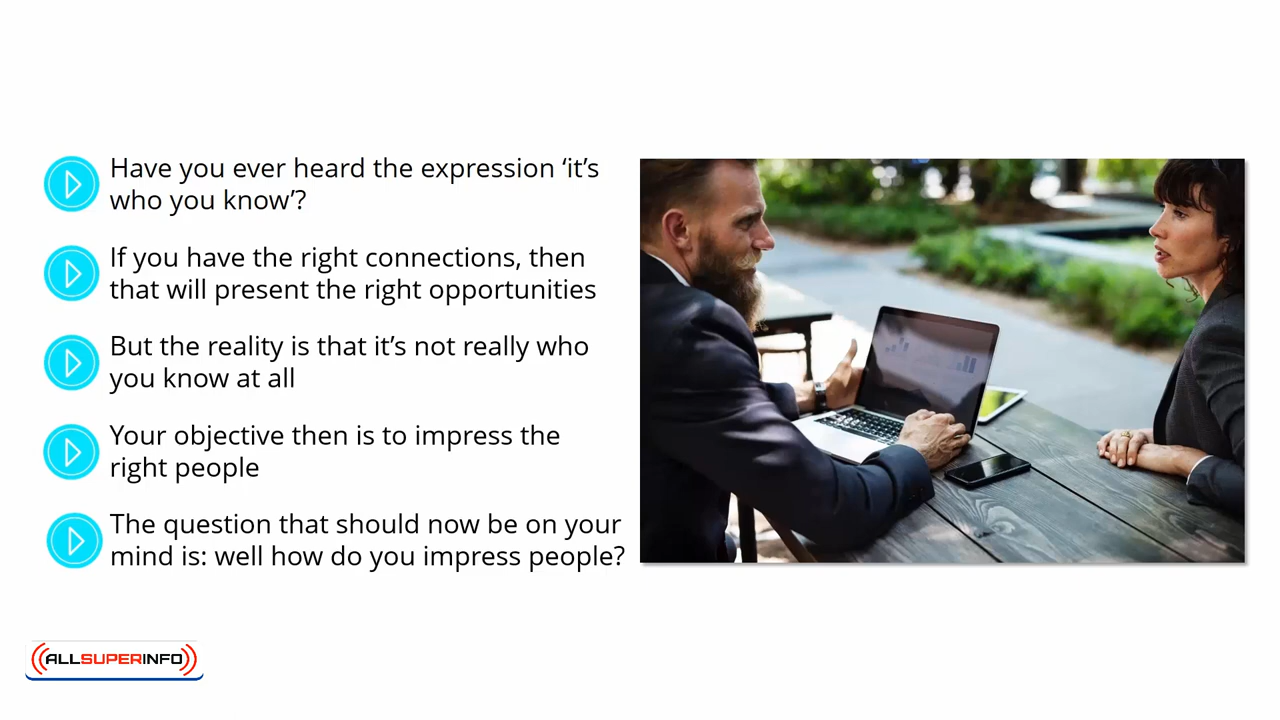 Have you ever heard the expression ‘it’s
who you know’?
If you have the right connections, then
that will present the right opportunities
But the reality is that it’s not really who
you know at all
Your objective then is to impress the
right people
The question that should now be on your
mind is: well how do you impress people?
ALLSUPERINFO